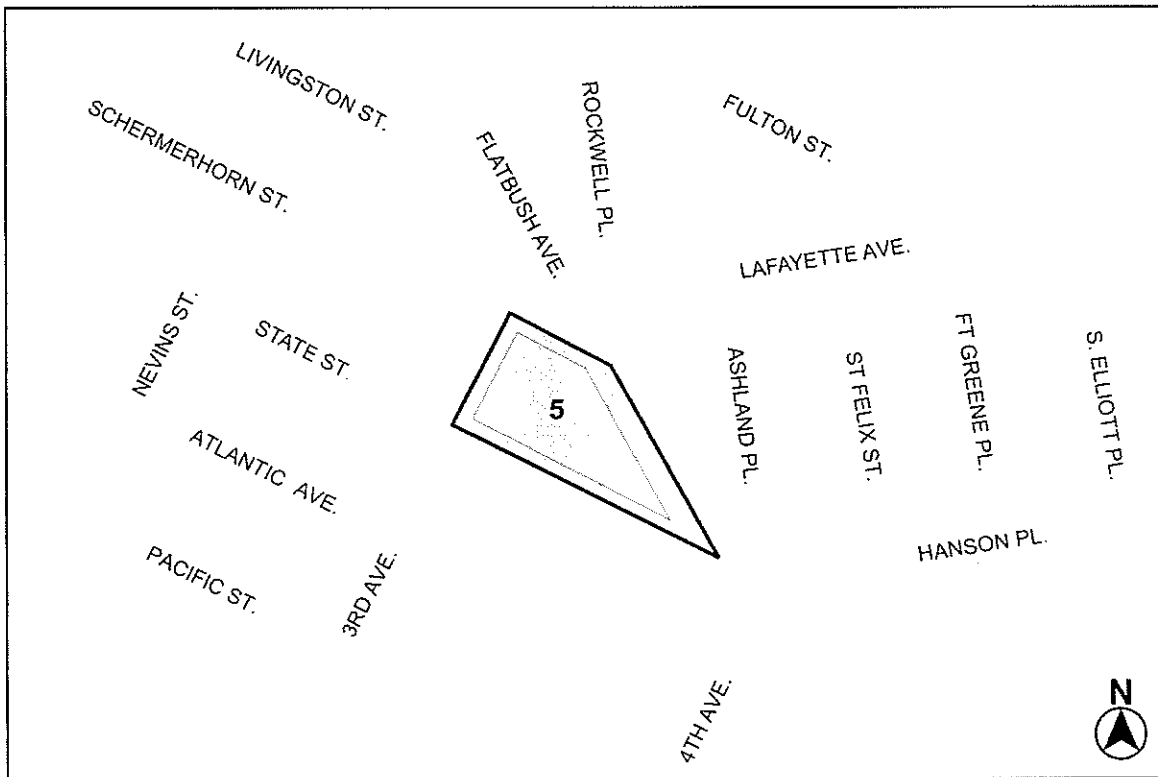 LIVINGSTON ST.
SCHERMERHORN ST.
FLATBUSH AVE.
ROCKWELL PL.
FULTON ST.
LAFAYETTE AVE.
NEVINS ST.
STATE ST.
5
ASHLAND PL.
ST FELIX ST.
FT GREENE PL.
S. ELLIOTT PL.
ATLANTIC AVE.
HANSON PL.
PACIFIC ST.
3RD AVE.
4TH AVE.
N